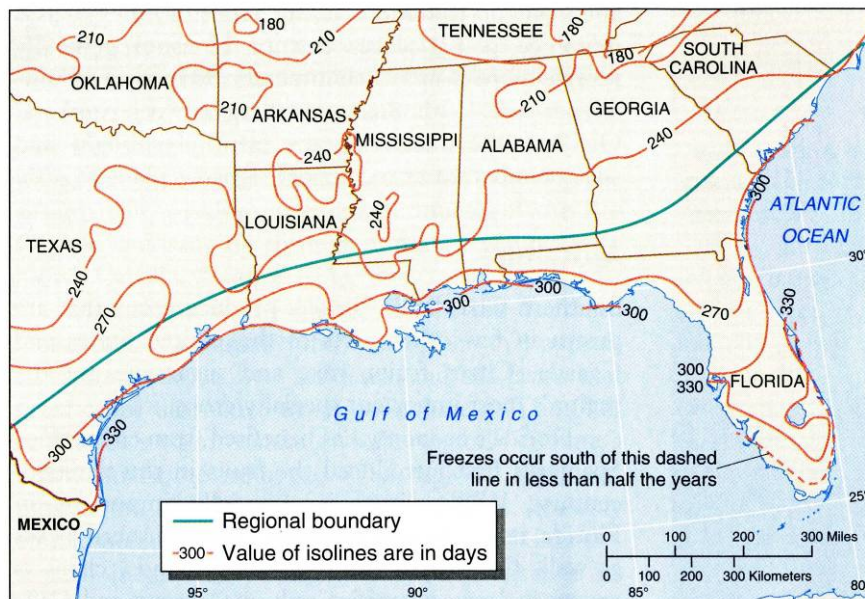 180
210
180
210
TENNESSEE
180
180
SOUTH
CAROLINA
OKLAHOMA
210
210
ARKANSAS
GEORGIA
MISSISSIPPI
ALABAMA
240
240
300
LOUISIANA
240
ATLANTIC
OCEAN
TEXAS
240
30°
270
300
300
270
300
330
300
330
FLORIDA
Gulf of Mexico
300
330
Freezes occur south of this dashed
line in less than half the years
25°
MEXICO
Regional boundary
300 Value of isolines are in days
0 100 200 300 Miles
0 100 200 300 Kilometers
95°
90°
85°
80°